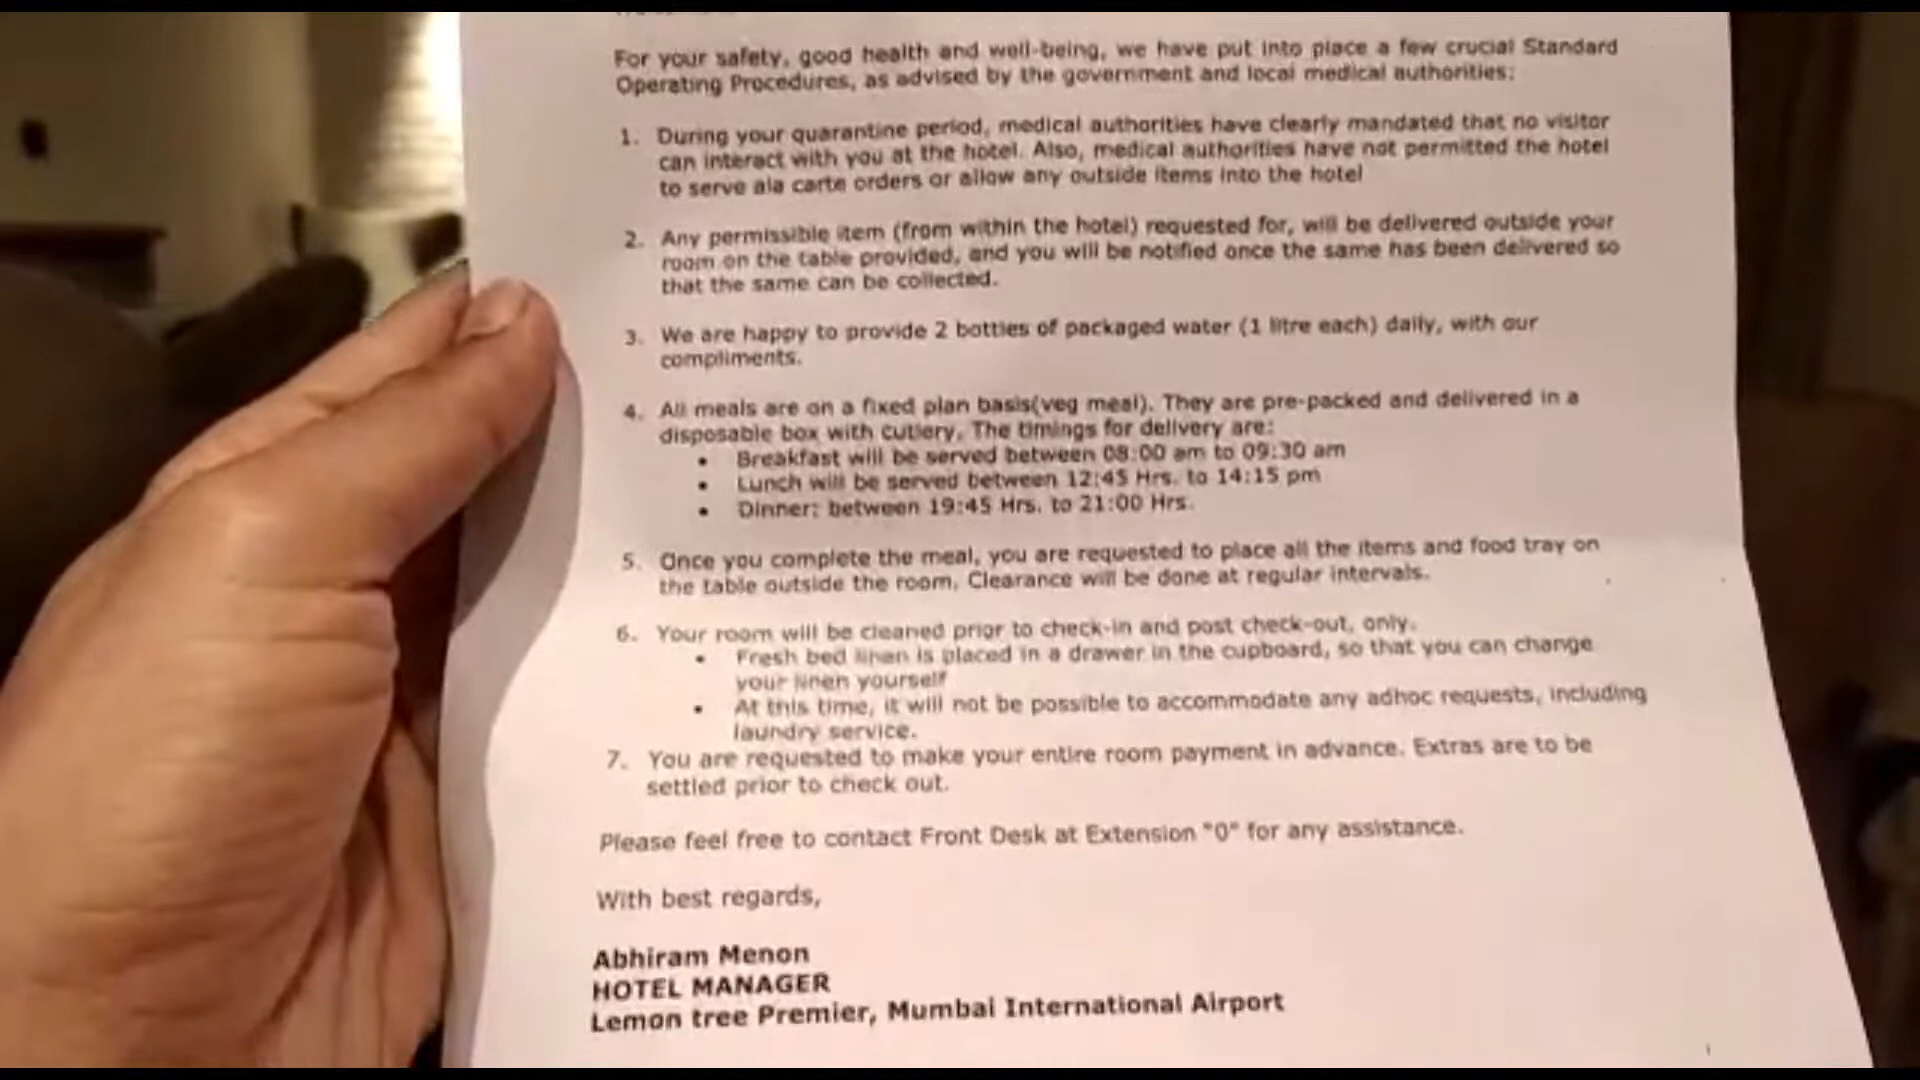 For your safety, good health and well-being, we have put into place a few crucial Standard
Operating Procedures, as advised by the government and local medical authorities:
1. During your quarantine period, medical authorities have clearly mandated that no visitor
can interact with you at the hotel. Also, medical authorities have not permitted the hotel
to serve ala carte orders or allow any outside items into the hotel
2. Any permissible item (from within the hotel) requested for, will be delivered outside your
room on the table provided, and you will be notified once the same has been delivered so
that the same can be collected.
3. We are happy to provide 2 bottles of packaged water (1 litre each) daily, with our
compliments.
4. All meals are on a fixed plan basis(veg meal). They are pre-packed and delivered in a
disposable box with cutlery. The timings for delivery are:
• Breakfast will be served between 08:00 am to 09:30 am
• Lunch will be served between 12:45 Hrs. to 14:15 pm
• Dinner: between 19:45 Hrs. to 21:00 Hrs.
5. Once you complete the meal, you are requested to place all the items and food tray on
the table outside the room. Clearance will be done at regular intervals.
6. Your room will be cleaned prior to check-in and post check-out, only.
• Fresh bed linen is placed in a drawer in the cupboard, so that you can change
your linen yourself
• At this time, it will not be possible to accommodate any adhoc requests, including
laundry service.
7. You are requested to make your entire room payment in advance. Extras are to be
settled prior to check out.
Please feel free to contact Front Desk at Extension "0" for any assistance.
With best regards,
Abhiram Menon
HOTEL MANAGER
Lemon tree Premier, Mumbai International Airport